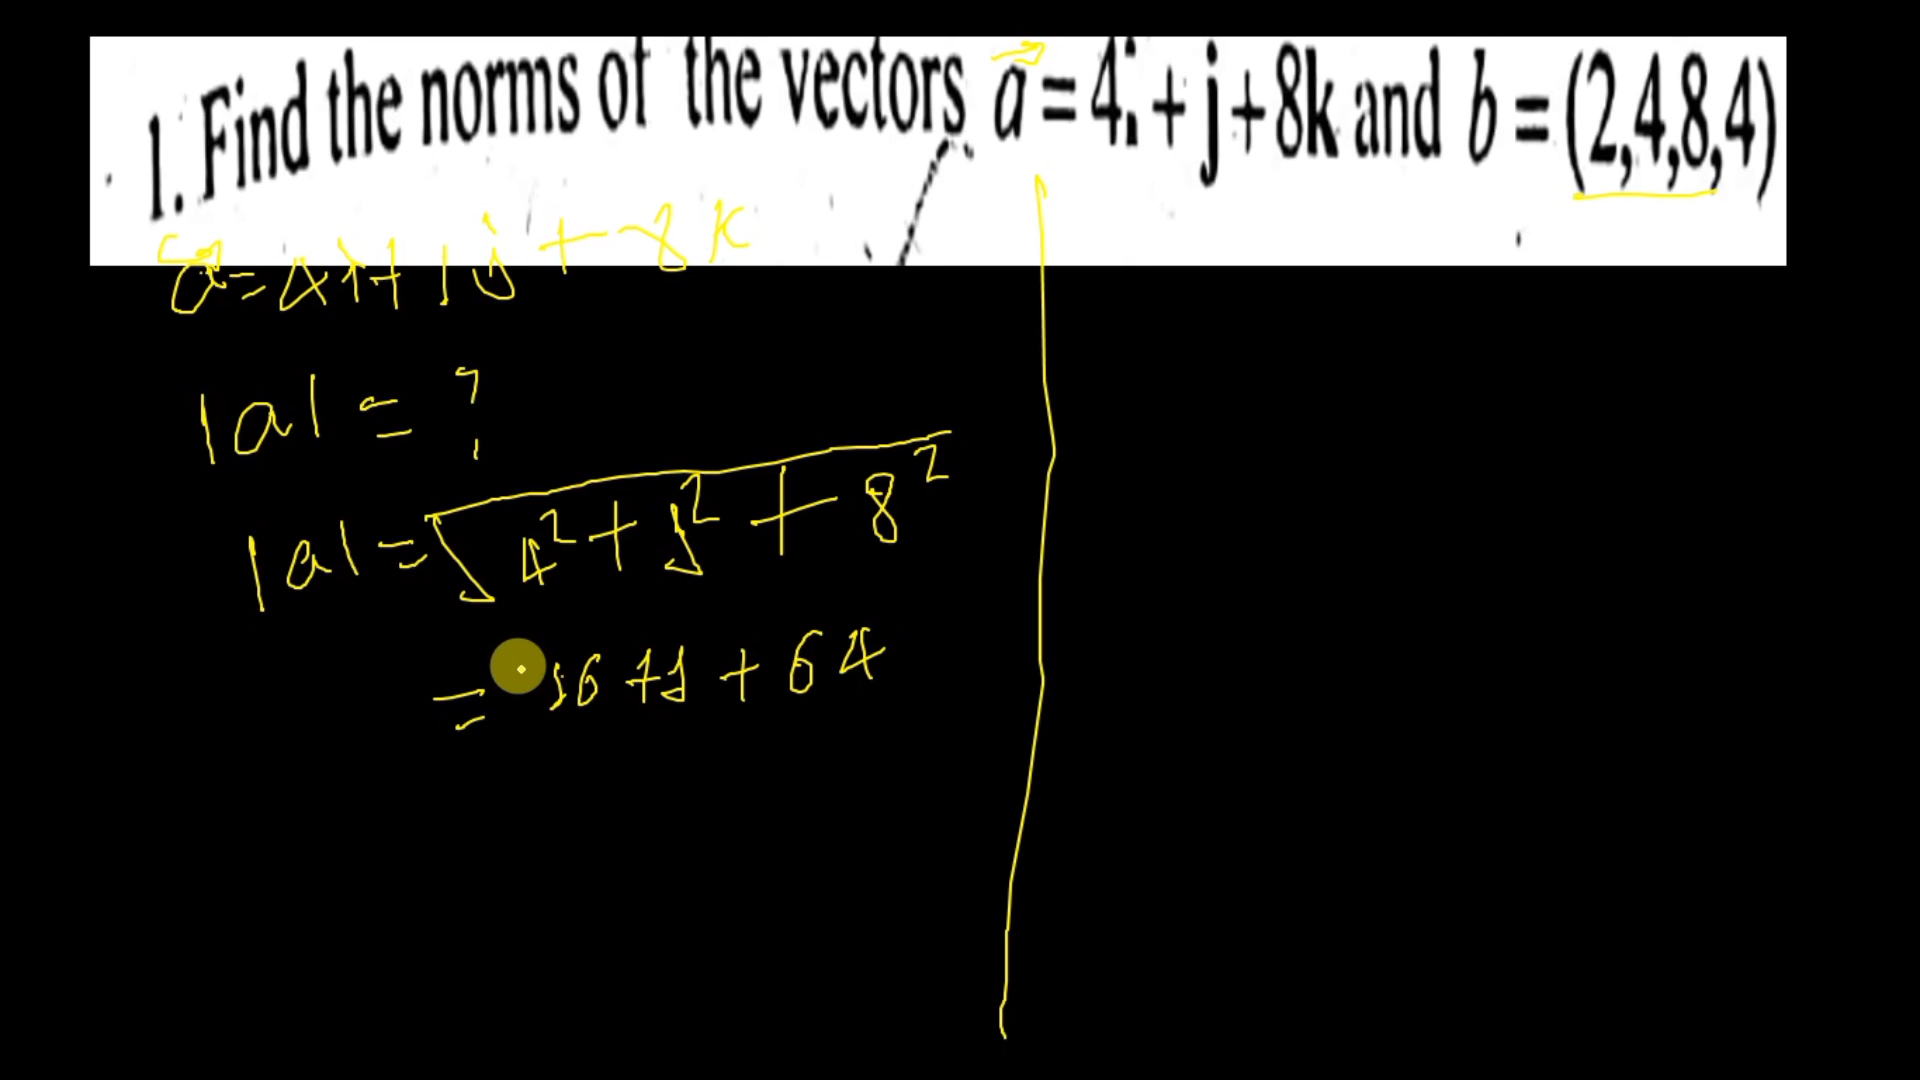 1. Find the norms of the vectors a = 4i + j + 8k and b = (2,4,8,4)
a = 4i + 1j + 8k
|a| = ?
|a| = √4² + 1² + 8²
= 16 + 1 + 64